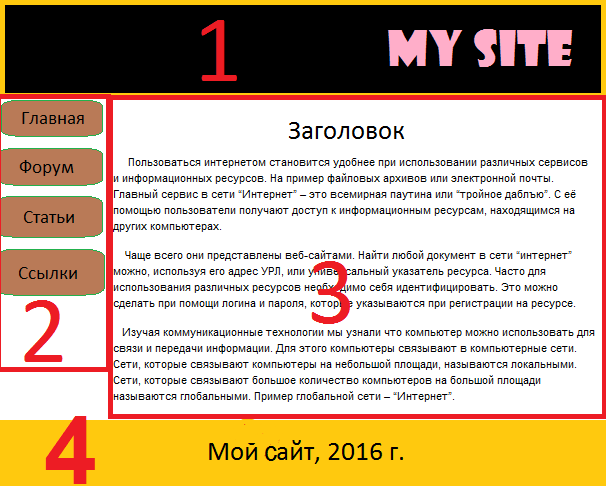 1
MY SITE
Главная
Форум
Статьи
Ссылки
2
Заголовок
Пользоваться интернетом становится удобнее при использовании различных сервисов
и информационных ресурсов. На пример файловых архивов или электронной почты.
Главный сервис в сети “Интернет” – это всемирная паутина или “тройное даблъю”. С её
помощью пользователи получают доступ к информационным ресурсам, находящимся на
других компьютерах.
Чаще всего они представлены веб-сайтами. Найти любой документ в сети “интернет”
можно, используя его адрес УРЛ, или универсальный указатель ресурса. Часто для
использования различных ресурсов необходимо себя идентифицировать. Это можно
сделать при помощи логина и пароля, которые указываются при регистрации на ресурсе.
Изучая коммуникационные технологии мы узнали что компьютер можно использовать для
связи и передачи информации. Для этого компьютеры связывают в компьютерные сети.
Сети, которые связывают компьютеры на небольшой площади, называются локальными.
Сети, которые связывают большое количество компьютеров на большой площади
называются глобальными. Пример глобальной сети – “Интернет”.
3
4
Мой сайт, 2016 г.